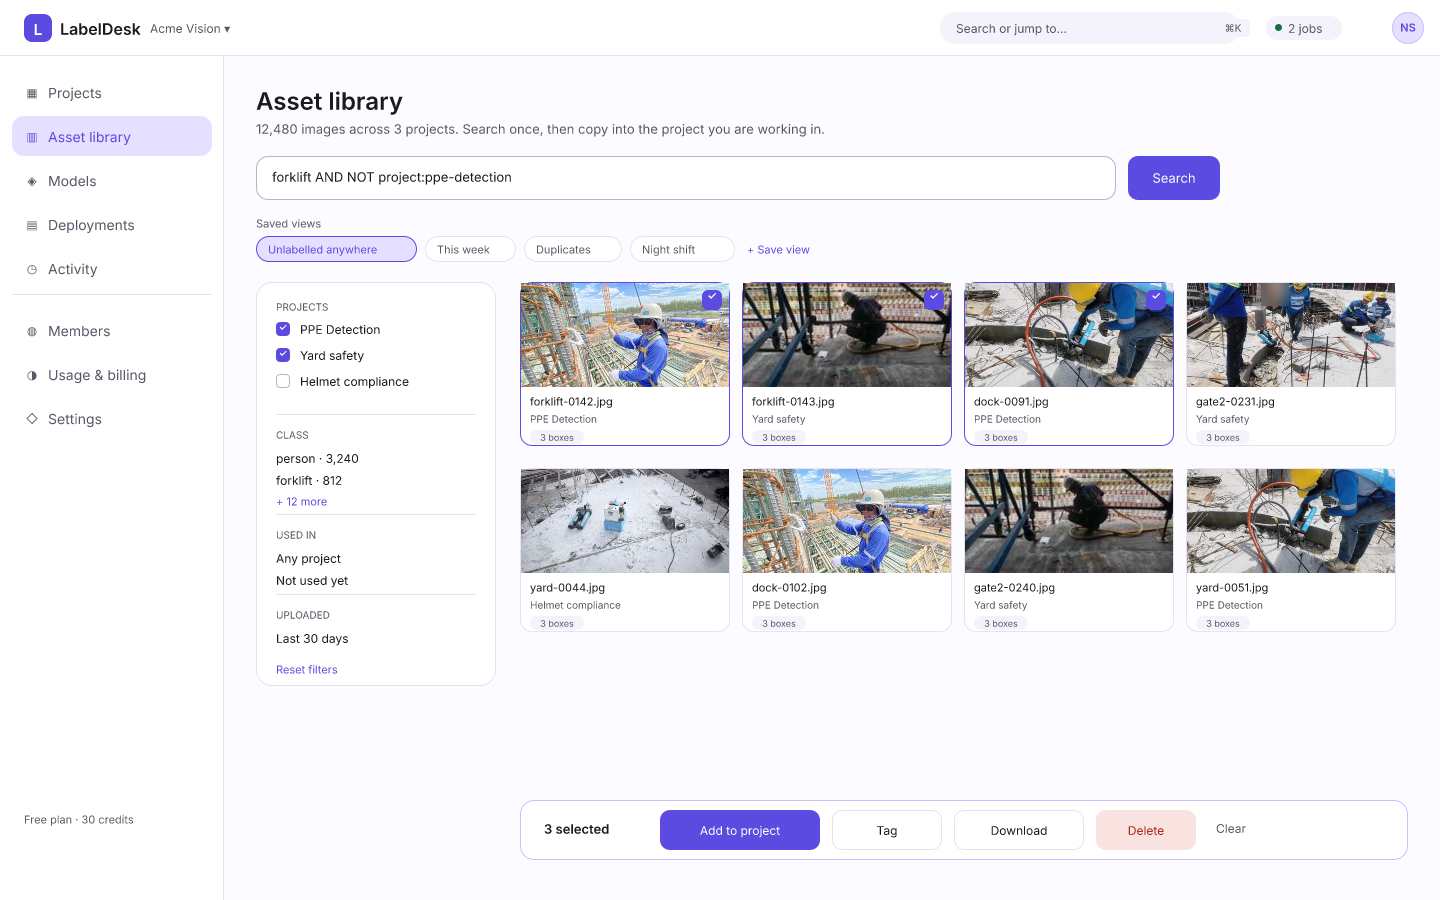 L LabelDesk Acme Vision ▾
Search or jump to... ⌘K
2 jobs
NS
Projects
Asset library
Models
Deployments
Activity
Members
Usage & billing
Settings
Free plan · 30 credits
Asset library
12,480 images across 3 projects. Search once, then copy into the project you are working in.
forklift AND NOT project:ppe-detection
Search
Saved views
Unlabelled anywhere
This week
Duplicates
Night shift
+ Save view
PROJECTS
PPE Detection
Yard safety
Helmet compliance
CLASS
person · 3,240
forklift · 812
+ 12 more
USED IN
Any project
Not used yet
UPLOADED
Last 30 days
Reset filters
forklift-0142.jpg
PPE Detection
3 boxes
forklift-0143.jpg
Yard safety
3 boxes
dock-0091.jpg
PPE Detection
3 boxes
gate2-0231.jpg
Yard safety
3 boxes
yard-0044.jpg
Helmet compliance
3 boxes
dock-0102.jpg
PPE Detection
3 boxes
gate2-0240.jpg
Yard safety
3 boxes
yard-0051.jpg
PPE Detection
3 boxes
3 selected
Add to project
Tag
Download
Delete
Clear